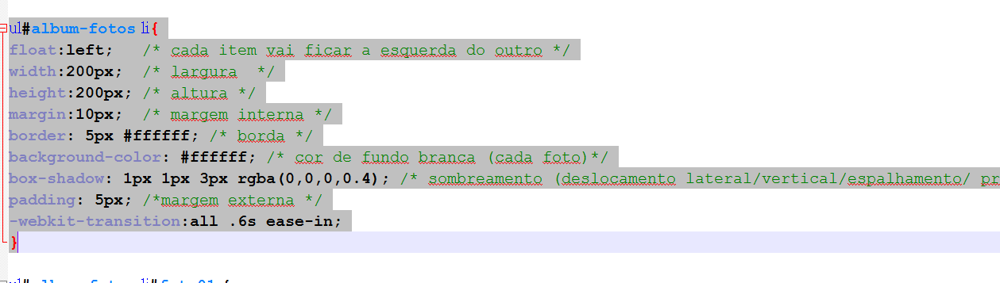 ul#album-fotos li{
float:left;   /* cada item vai ficar a esquerda do outro */
width:200px;  /* largura  */
height:200px; /* altura */
margin:10px;  /* margem interna */
border: 5px #ffffff; /* borda */
background-color: #ffffff; /* cor de fundo branca (cada foto)*/
box-shadow: 1px 1px 3px rgba(0,0,0,0.4); /* sombreamento (deslocamento lateral/vertical/espalhamento/ pr
padding: 5px; /*margem externa */
-webkit-transition:all .6s ease-in;
}